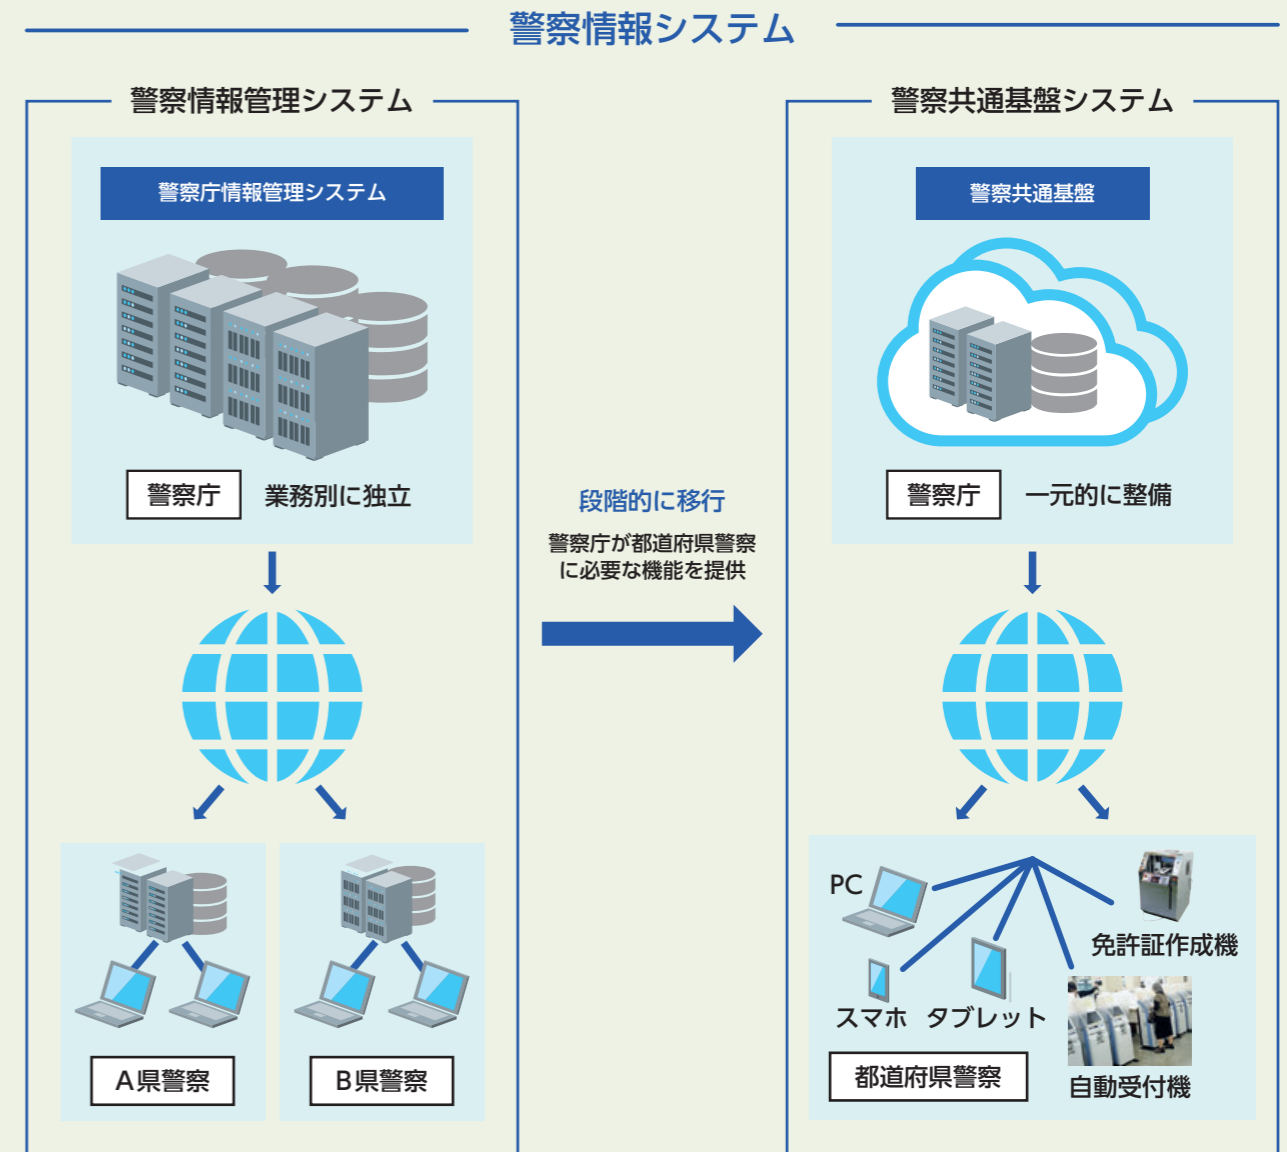 警察情報システム
警察情報管理システム
警察庁情報管理システム
警察庁
業務別に独立
A県警察
B県警察
段階的に移行
警察庁が都道府県警察
に必要な機能を提供
警察共通基盤システム
警察共通基盤
警察庁
一元的に整備
PC
免許証作成機
スマホ
タブレット
都道府県警察
自動受付機